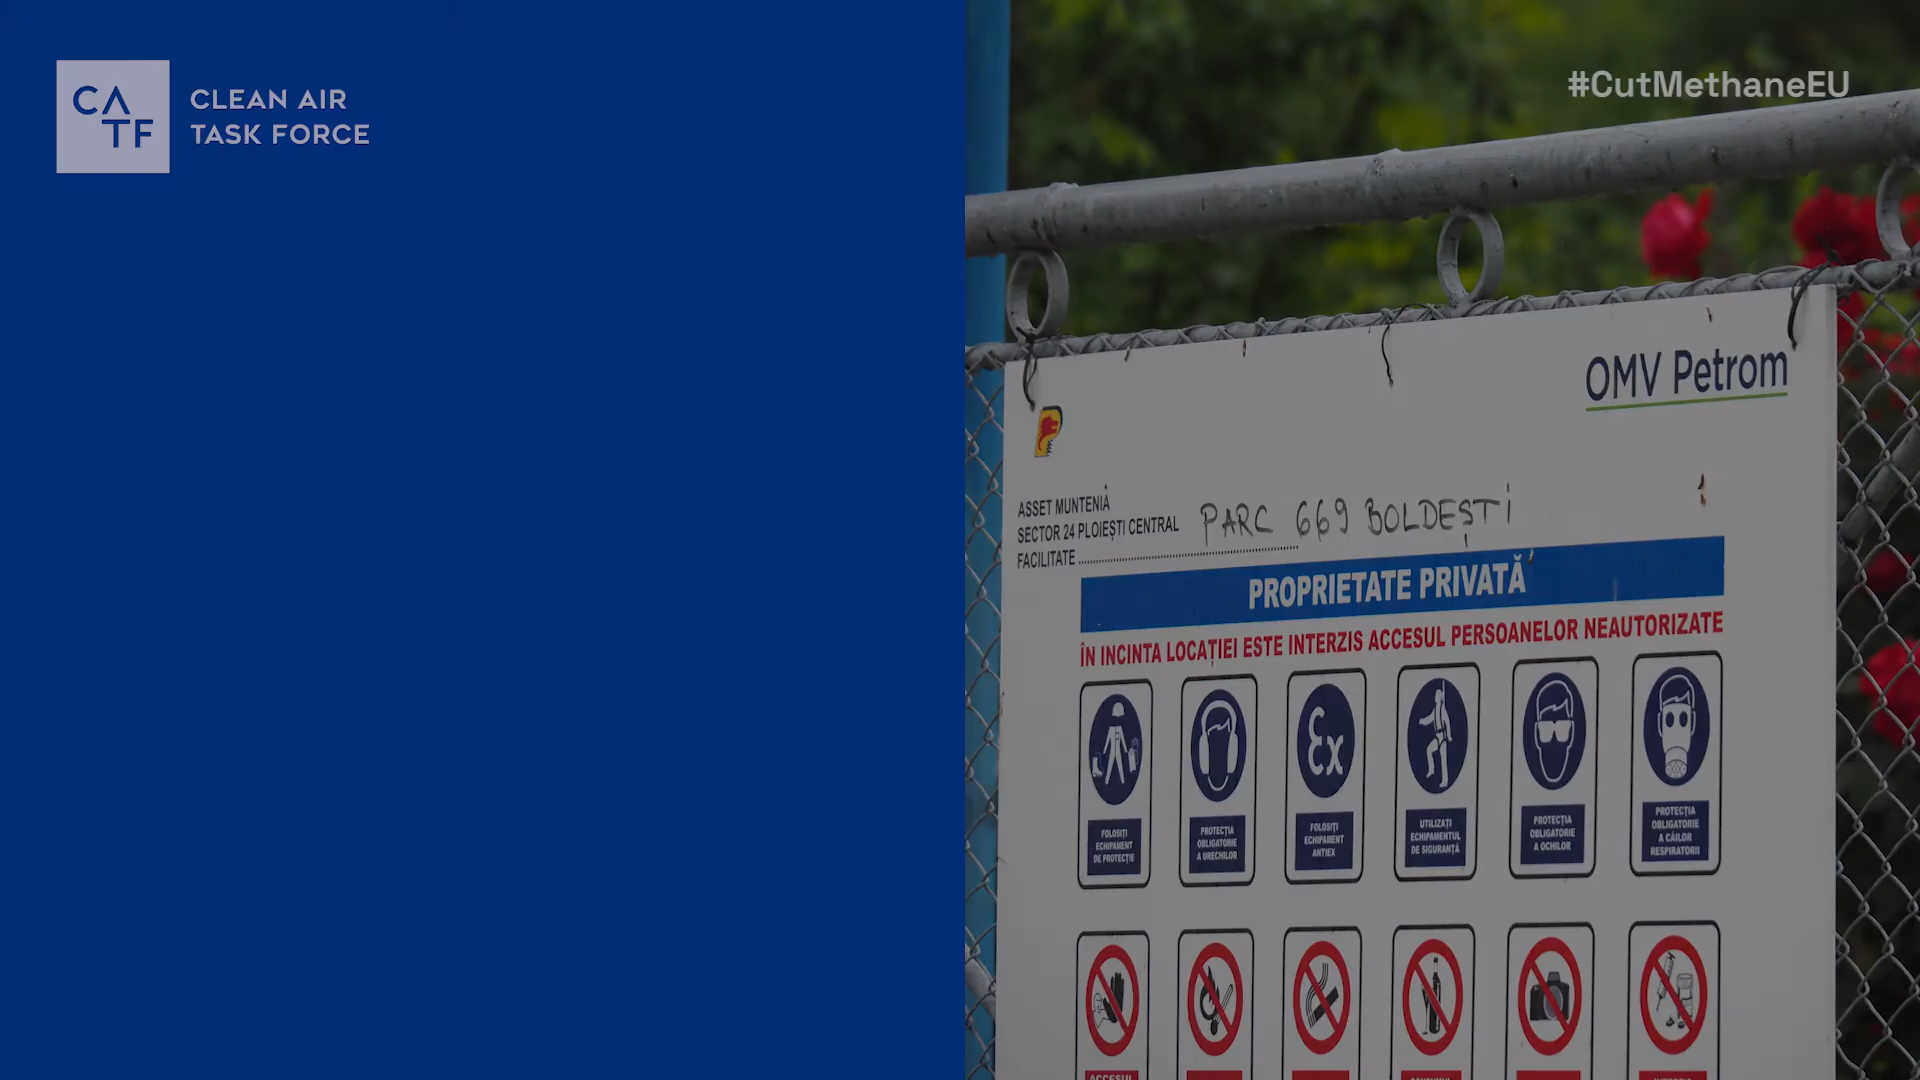 CA
TF
CLEAN AIR
TASK FORCE
#CutMethaneEU
OMV Petrom
ASSET MUNTENIA
SECTOR 24 PLOIEȘTI CENTRAL
FACILITATE PARC 669 BOLDEȘTI
PROPRIETATE PRIVATĂ
ÎN INCINTA LOCAȚIEI ESTE INTERZIS ACCESUL PERSOANELOR NEAUTORIZATE
Ex
FOLOSIȚI
ECHIPAMENT
DE PROTECȚIE
PROTECȚIA
OBLIGATORIE
A URECHILOR
FOLOSIȚI
ECHIPAMENT
ANTIEX
UTILIZAȚI
ECHIPAMENTUL
DE SIGURANȚĂ
PROTECȚIA
OBLIGATORIE
A OCHILOR
PROTECȚIA
OBLIGATORIE
A CĂILOR
RESPIRATORII
ACCESUL